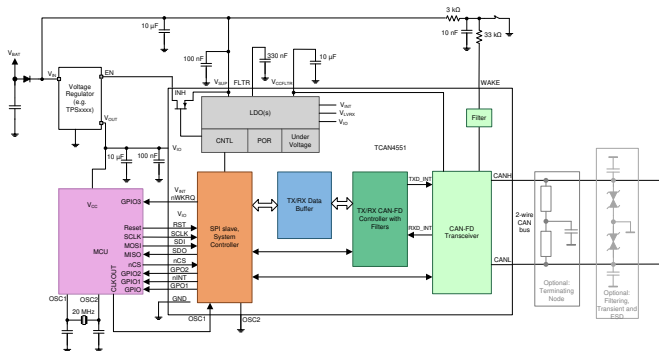 3 kΩ
10 µF
10 nF
33 kΩ
VBAT
100 nF
330 nF
10 µF
VIN
EN
VSUP
FLTR
VCCFLTR
WAKE
Voltage
Regulator
(e.g.
TPSxxxx)
INH
LDO(s)
VINT
VLVRX
VIO
Filter
VOUT
CNTL
POR
Under
Voltage
VIO
10 µF
100 nF
TCAN4551
VINT
nWKRQ
TXD_INT
CANH
VCC
GPIO3
VIO
SPI slave,
System
Controller
TX/RX Data
Buffer
TX/RX CAN-FD
Controller with
Filters
CAN-FD
Transceiver
2-wire
CAN
bus
Reset
RST
SCLK
SCLK
MOSI
SDI
MISO
SDO
nCS
nCS
GPIO2
GPO2
GPIO1
nINT
GPIO
GPO1
MCU
CLKOUT
RXD_INT
CANL
OSC1
OSC2
GND
20 MHz
OSC1
OSC2
Optional:
Terminating
Node
Optional:
Filtering,
Transient and
ESD